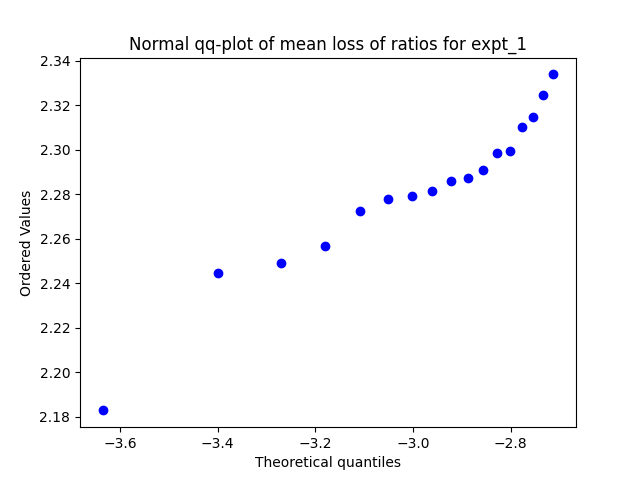 Normal qq-plot of mean loss of ratios for expt_1
2.34
2.32
2.30
2.28
2.26
2.24
2.22
2.20
2.18
Ordered Values
−3.6 −3.4 −3.2 −3.0 −2.8
Theoretical quantiles